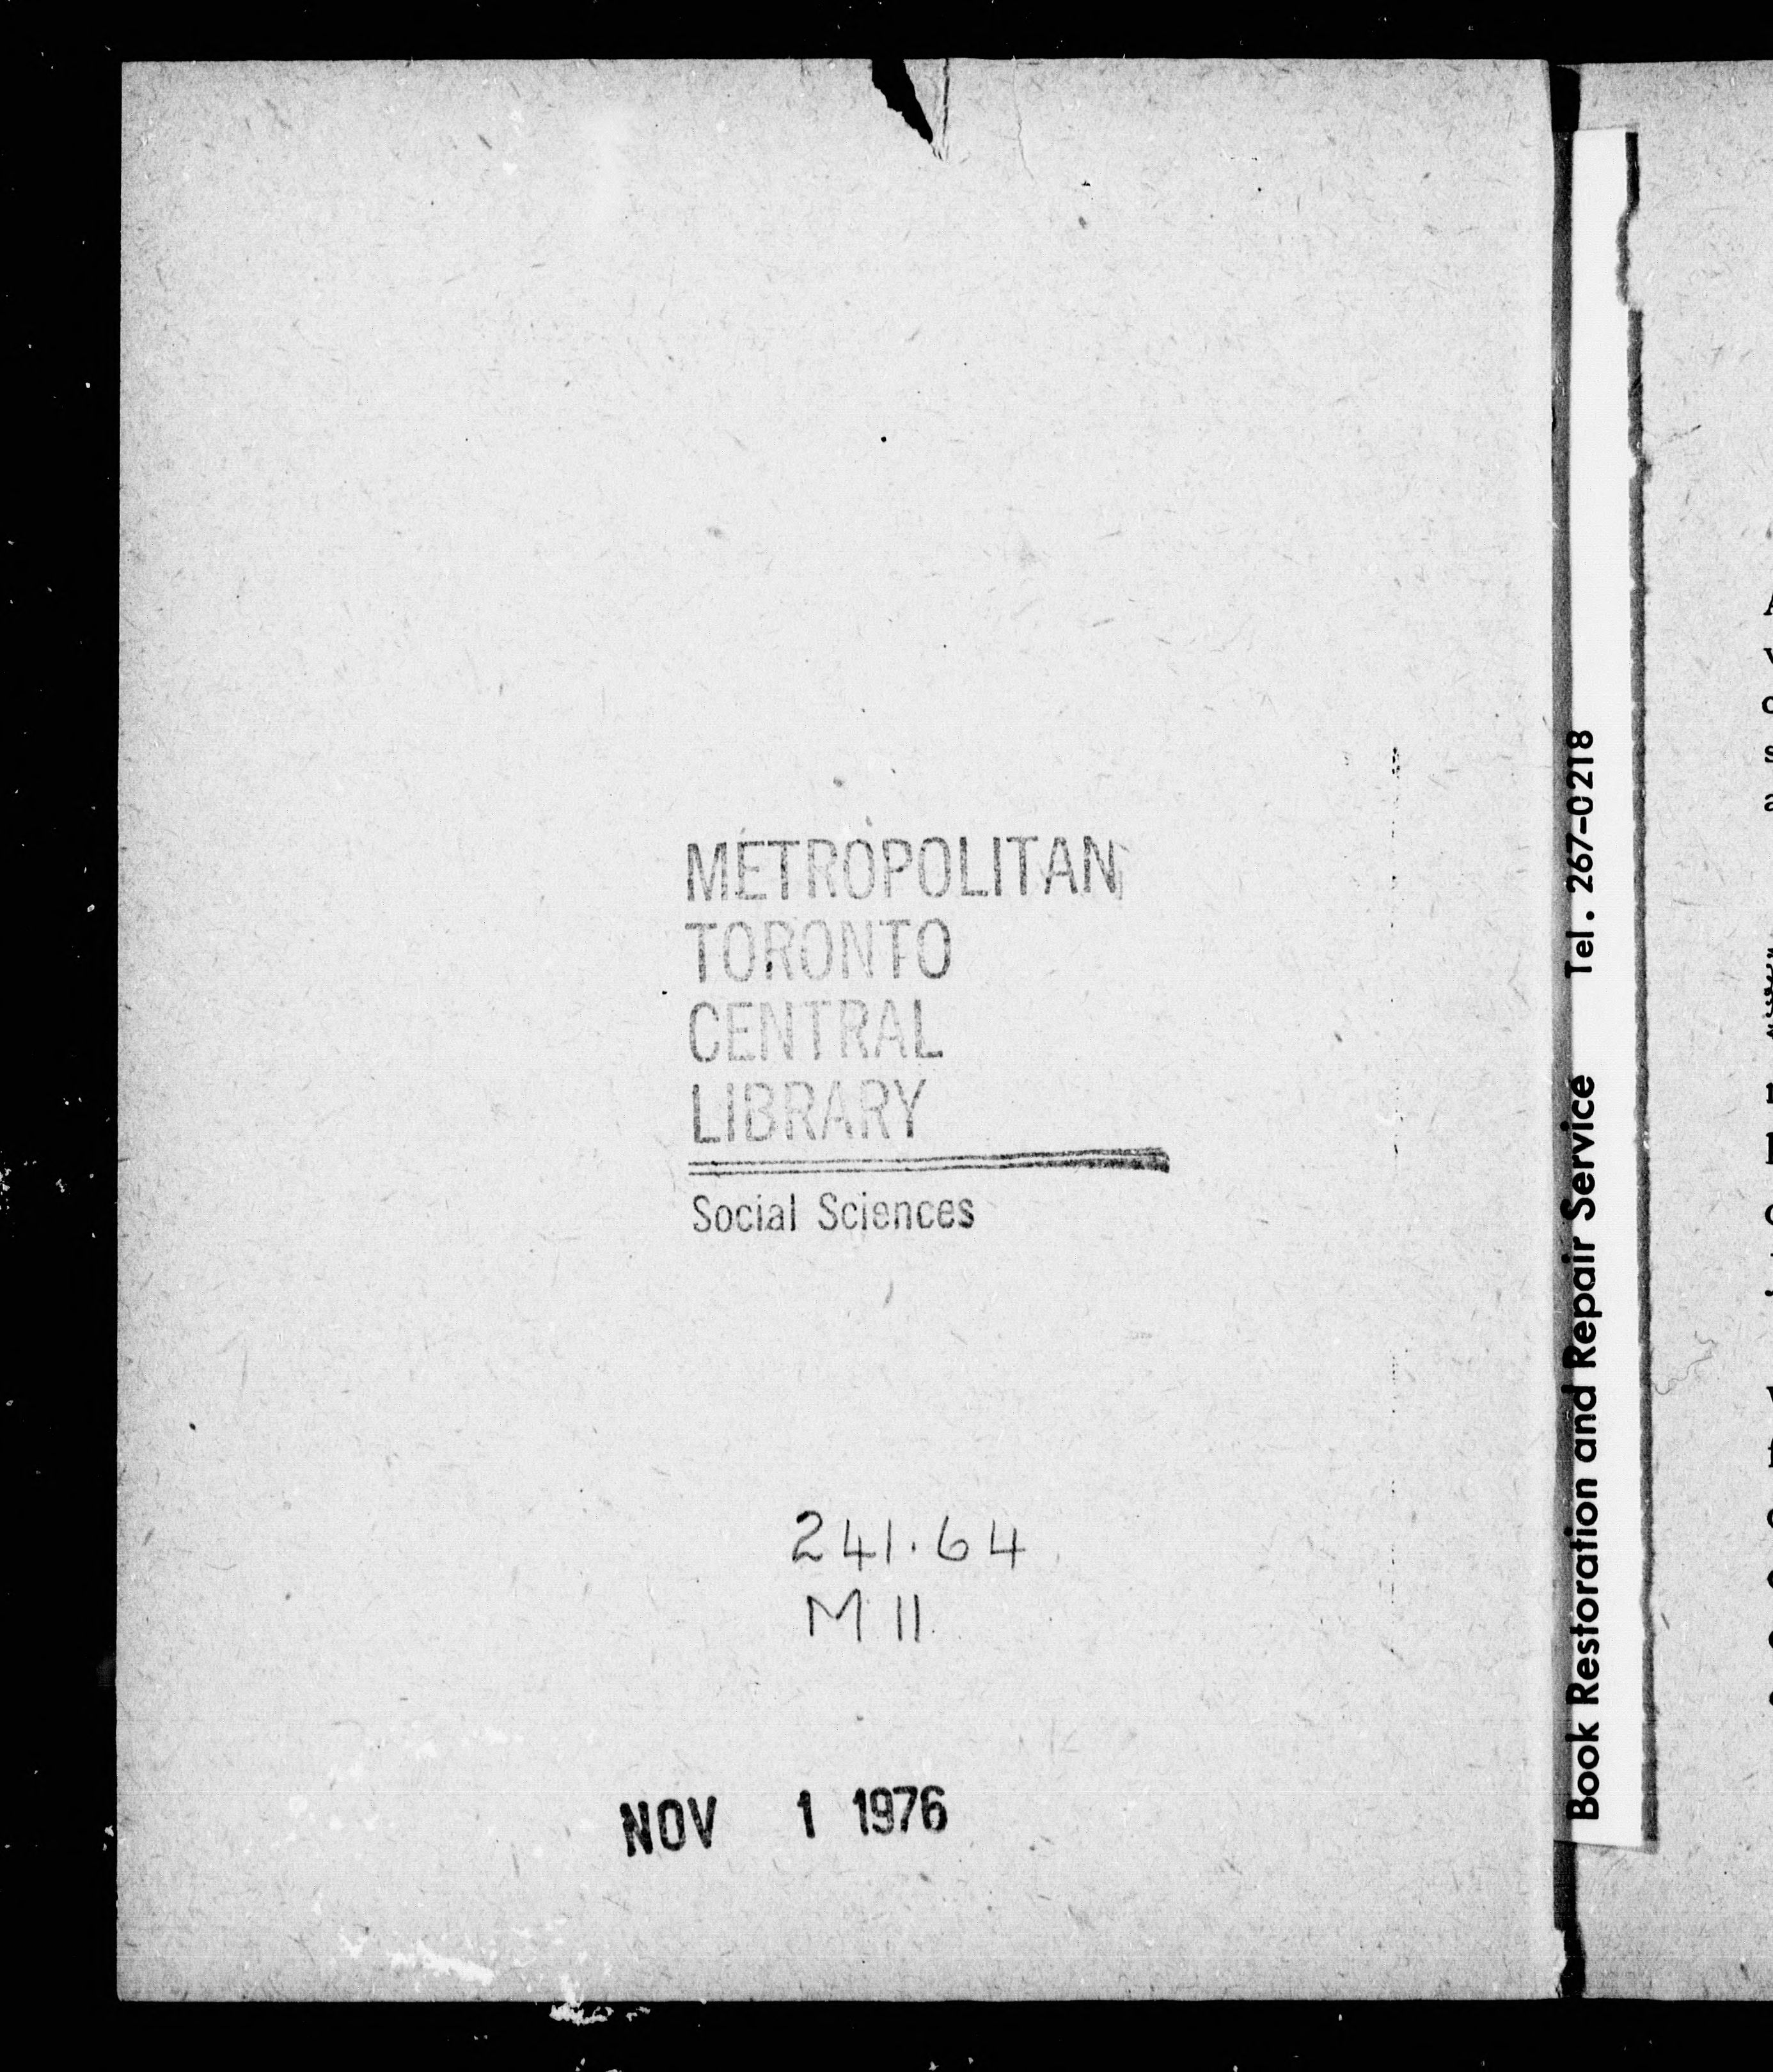 METROPOLITAN
TORONTO
CENTRAL
LIBRARY
Social Sciences
241.64
M 11
NOV 1 1976
Book Restoration and Repair Service Tel. 267-0218